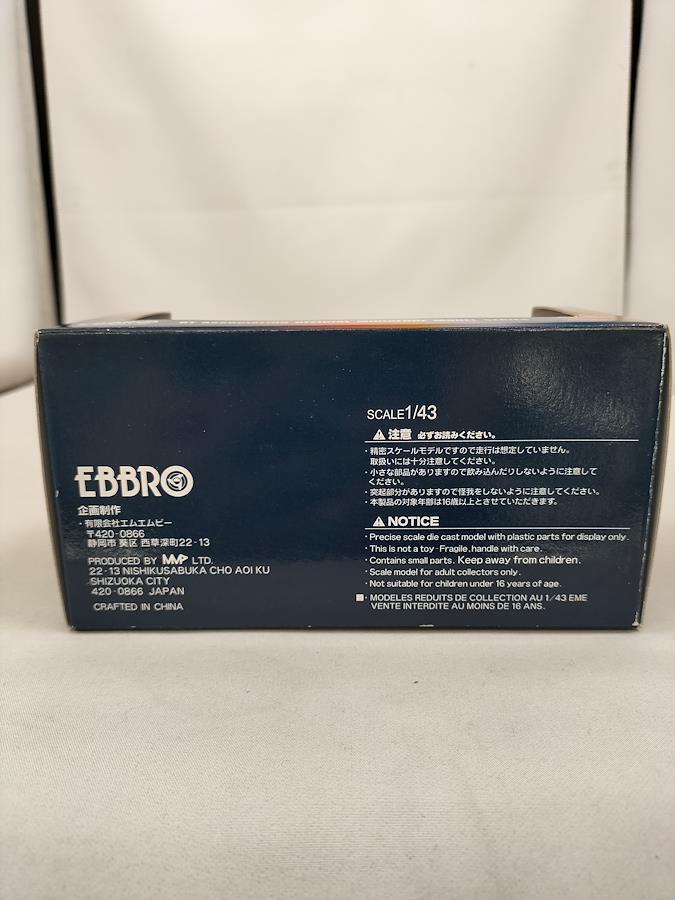 SCALE1/43
⚠ 注意 必ずお読みください。
・精密スケールモデルですので走行は想定していません。
取扱いには十分注意してください。
・小さな部品がありますので飲み込んだりしないように注意して
ください。
・突起部分がありますので怪我をしないように注意してください。
・本製品の対象年齢は16歳以上とさせていただきます。
⚠ NOTICE
・Precise scale die cast model with plastic parts for display only.
・This is not a toy・Fragile, handle with care.
・Contains small parts. Keep away from children.
・Scale model for adult collectors only.
・Not suitable for children under 16 years of age.
■・MODELES REDUITS DE COLLECTION AU 1/43 EME
VENTE INTERDITE AU MOINS DE 16 ANS.
EBBRO
企画制作
・有限会社エムエムピー
〒420-0866
静岡市 葵区 西草深町22-13
PRODUCED BY MMP LTD.
22-13 NISHIKUSABUKA CHO AOI KU
SHIZUOKA CITY
420-0866 JAPAN
CRAFTED IN CHINA